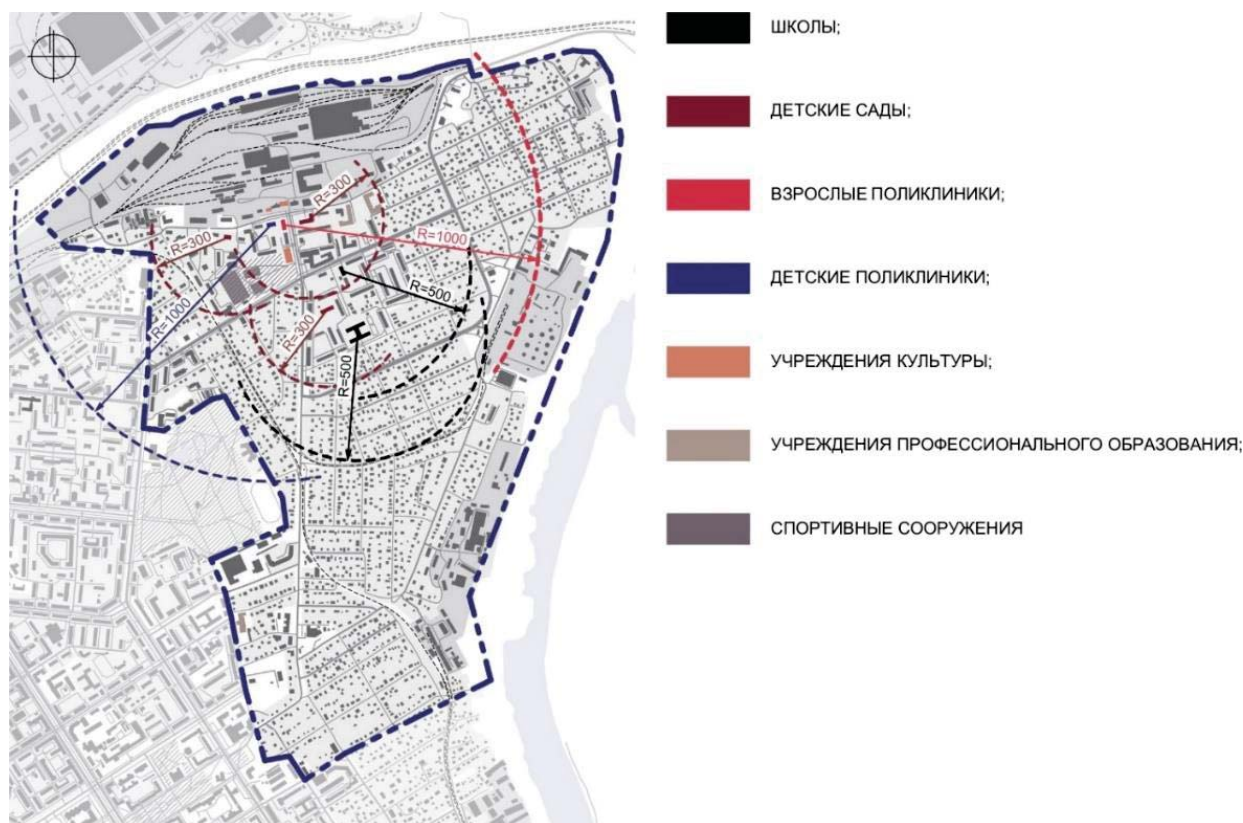 ШКОЛЫ;
ДЕТСКИЕ САДЫ;
ВЗРОСЛЫЕ ПОЛИКЛИНИКИ;
ДЕТСКИЕ ПОЛИКЛИНИКИ;
УЧРЕЖДЕНИЯ КУЛЬТУРЫ;
УЧРЕЖДЕНИЯ ПРОФЕССИОНАЛЬНОГО ОБРАЗОВАНИЯ;
СПОРТИВНЫЕ СООРУЖЕНИЯ
R=300
R=300
R=1000
R=500
R=1000
R=300
R=500